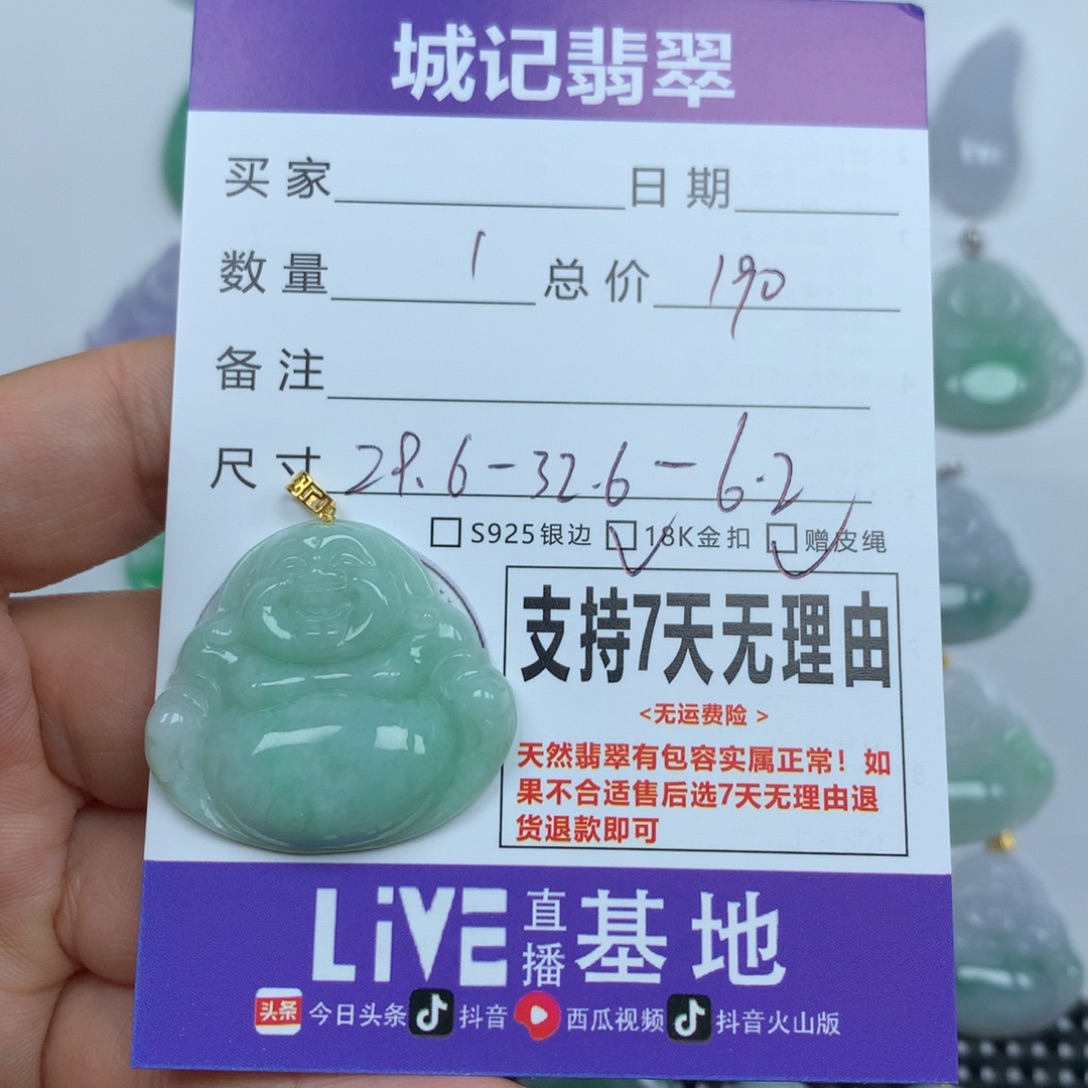 城记翡翠
买家 日期
数量 1 总价 190
备注
尺寸 29.6-32.6-6.2
S925银边 18K金扣 赠皮绳
支持7天无理由
<无运费险 >
天然翡翠有包容实属正常！如
果不合适售后选7天无理由退
货退款即可
LiVE 直播 基地
头条 今日头条 抖音 西瓜视频 抖音火山版